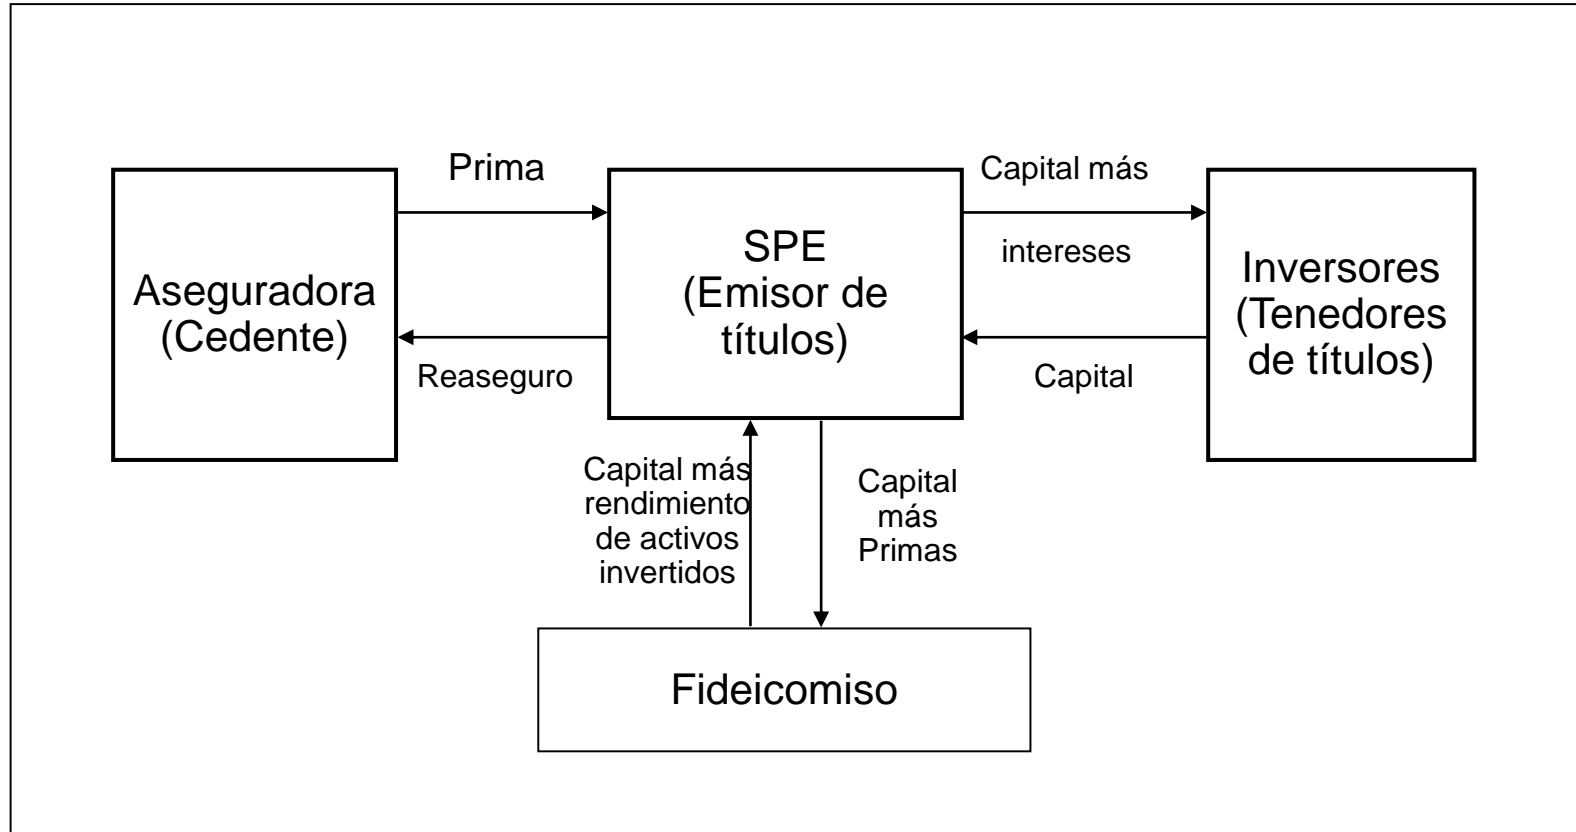 Prima
Capital más
intereses
Aseguradora
(Cedente)
SPE
(Emisor de
títulos)
Inversores
(Tenedores
de títulos)
Reaseguro
Capital
Capital más
rendimiento
de activos
invertidos
Capital
más
Primas
Fideicomiso